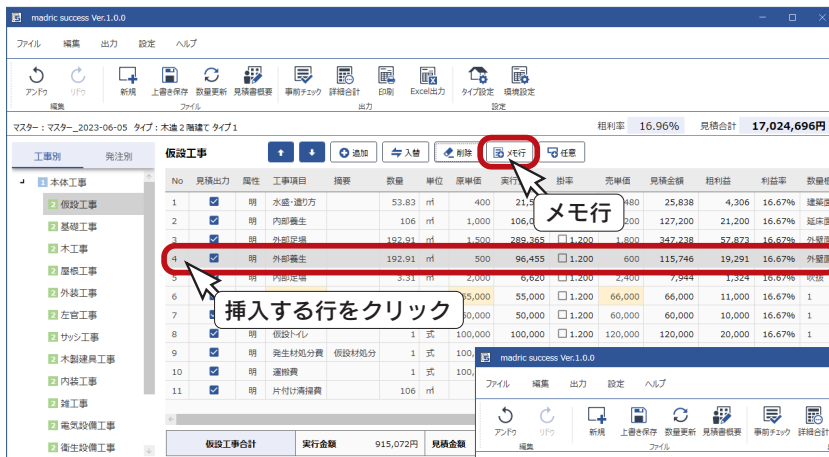 madric success Ver.1.0.0
ファイル 編集 出力 設定 ヘルプ
アンドウ リドウ 新規 上書き保存 数量更新 見積書概要 事前チェック 詳細合計 印刷 Excel出力 タイプ設定 環境設定
編集 ファイル 出力 設定
マスター：マスター_2023-06-05 タイプ：木造2階建て タイプ1 粗利率 16.96% 見積合計 17,024,696円
工事別 発注別 仮設工事 追加 入替 削除 メモ行 任意
No 見積出力 属性 工事項目 摘要 数量 単位 原単価 掛率 売単価 見積金額 粗利益 利益率
1 本体工事
2 仮設工事
2 基礎工事
2 木工事
2 屋根工事
2 外装工事
2 左官工事
2 サッシ工事
2 木製建具工事
2 内装工事
2 雑工事
2 電気設備工事
2 衛生設備工事
1 明 水盛・遣り方 53.83 ㎡ 400 480 25,838 4,306 16.67%
2 明 内部養生 106 ㎡ 1,000 127,200 21,200 16.67%
3 明 外部足場 192.91 ㎡ 1,500 289,365 1.200 1,800 347,238 57,873 16.67%
4 明 外部養生 192.91 ㎡ 500 96,455 1.200 600 115,746 19,291 16.67%
5 明 内部足場 3.31 ㎡ 2,000 6,620 1.200 2,400 7,944 1,324 16.67% 吹抜
6 明 55,000 1.200 66,000 66,000 11,000 16.67% 1
7 明 50,000 1.200 60,000 60,000 10,000 16.67% 1
8 明 仮設トイレ 1 式 100,000 100,000 1.200 120,000 120,000 20,000 16.67% 1
9 明 発生材処分費 仮設材処分 1 式 100,
10 明 運搬費 1 式 100,
11 明 片付け清掃費 106 ㎡
メモ行
挿入する行をクリック
仮設工事合計 実行金額 915,072円 見積金額
madric success Ver.1.0.0
ファイル 編集 出力 設定 ヘルプ
アンドウ リドウ 新規 上書き保存 数量更新 見積書概要 事前チェック 詳細合計
編集 ファイル